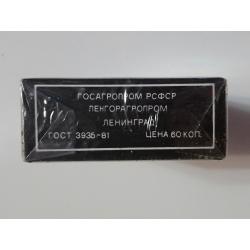 ГОСАГРОПРОМ РСФСР
ЛЕНГОРАГРОПРОМ
ЛЕНИНГРАД
ГОСТ 3935-81 ЦЕНА 60 КОП.